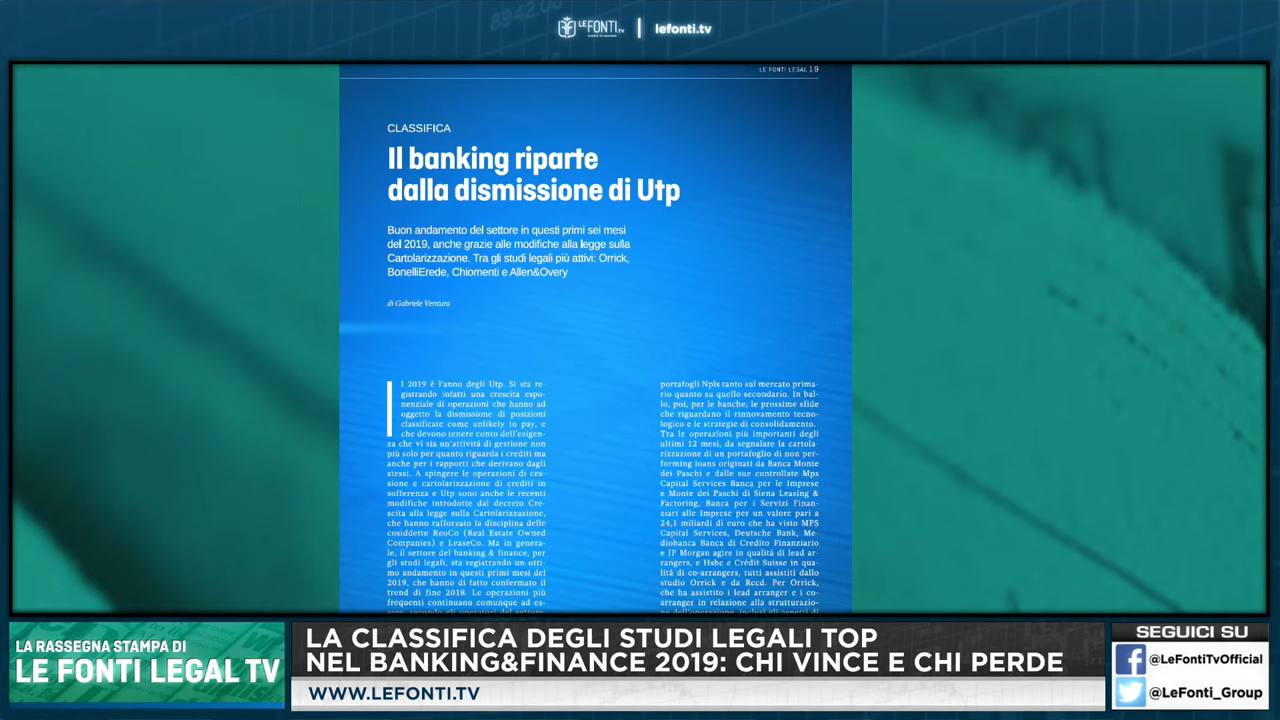 8942.00
LE FONTI.TV
lefonti.tv
LE FONTI LEGAL 19
CLASSIFICA
Il banking riparte
dalla dismissione di Utp
Buon andamento del settore in questi primi sei mesi
del 2019, anche grazie alle modifiche alla legge sulla
Cartolarizzazione. Tra gli studi legali più attivi: Orrick,
BonelliErede, Chiomenti e Allen&Overy
di Gabriele Ventura
Il 2019 è l'anno degli Utp. Si sta re-
gistrando infatti una crescita espo-
nenziale di operazioni che hanno ad
oggetto la dismissione di posizioni
classificate come unlikely to pay, e
che devono tenere conto dell'esigen-
za che vi sia un'attività di gestione non
più solo per quanto riguarda i crediti ma
anche per i rapporti che derivano dagli
stessi. A spingere le operazioni di ces-
sione e cartolarizzazione di crediti in
sofferenza e Utp sono anche le recenti
modifiche introdotte dal decreto Cre-
scita alla legge sulla Cartolarizzazione,
che hanno rafforzato la disciplina delle
cosiddette ReoCo (Real Estate Owned
Companies) e LeaseCo. Ma in genera-
le, il settore del banking & finance, per
gli studi legali, sta registrando un otti-
mo andamento in questi primi mesi del
2019, che hanno di fatto confermato il
trend di fine 2018. Le operazioni più
frequenti continuano comunque ad es-
sere, secondo gli operatori del settore,
portafogli Npls tanto sul mercato prima-
rio quanto su quello secondario. In bal-
lo, poi, per le banche, le prossime sfide
che riguardano il rinnovamento tecno-
logico e le strategie di consolidamento.
Tra le operazioni più importanti degli
ultimi 12 mesi, da segnalare la cartola-
rizzazione di un portafoglio di non per-
forming loans originati da Banca Monte
dei Paschi e dalle sue controllate Mps
Capital Services Banca per le Imprese
e Monte dei Paschi di Siena Leasing &
Factoring, Banca per i Servizi Finan-
ziari alle Imprese per un valore pari a
24,1 miliardi di euro che ha visto MPS
Capital Services, Deutsche Bank, Me-
diobanca Banca di Credito Finanziario
e JP Morgan agire in qualità di lead ar-
rangers, e Hsbc e Crédit Suisse in qua-
lità di co-arrangers, tutti assistiti dallo
studio Orrick e da Rccd. Per Orrick,
che ha assistito i lead arranger e i co-
arranger in relazione alla strutturazio-
ne dell'operazione, inclusi gli aspetti di
LA RASSEGNA STAMPA DI
LE FONTI LEGAL TV
LA CLASSIFICA DEGLI STUDI LEGALI TOP
NEL BANKING&FINANCE 2019: CHI VINCE E CHI PERDE
WWW.LEFONTI.TV
SEGUICI SU
@LeFontiTvOfficial
@LeFonti_Group